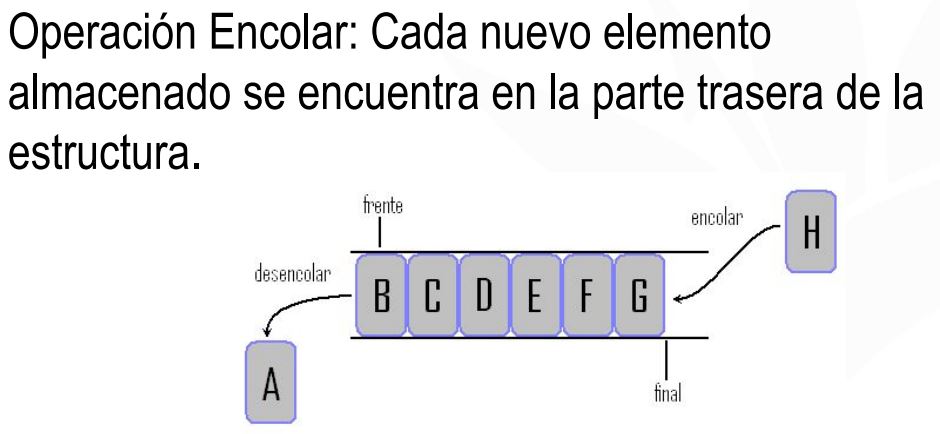 Operación Encolar: Cada nuevo elemento
almacenado se encuentra en la parte trasera de la
estructura.
frente
encolar
H
desencolar
B C D E F G
A
final